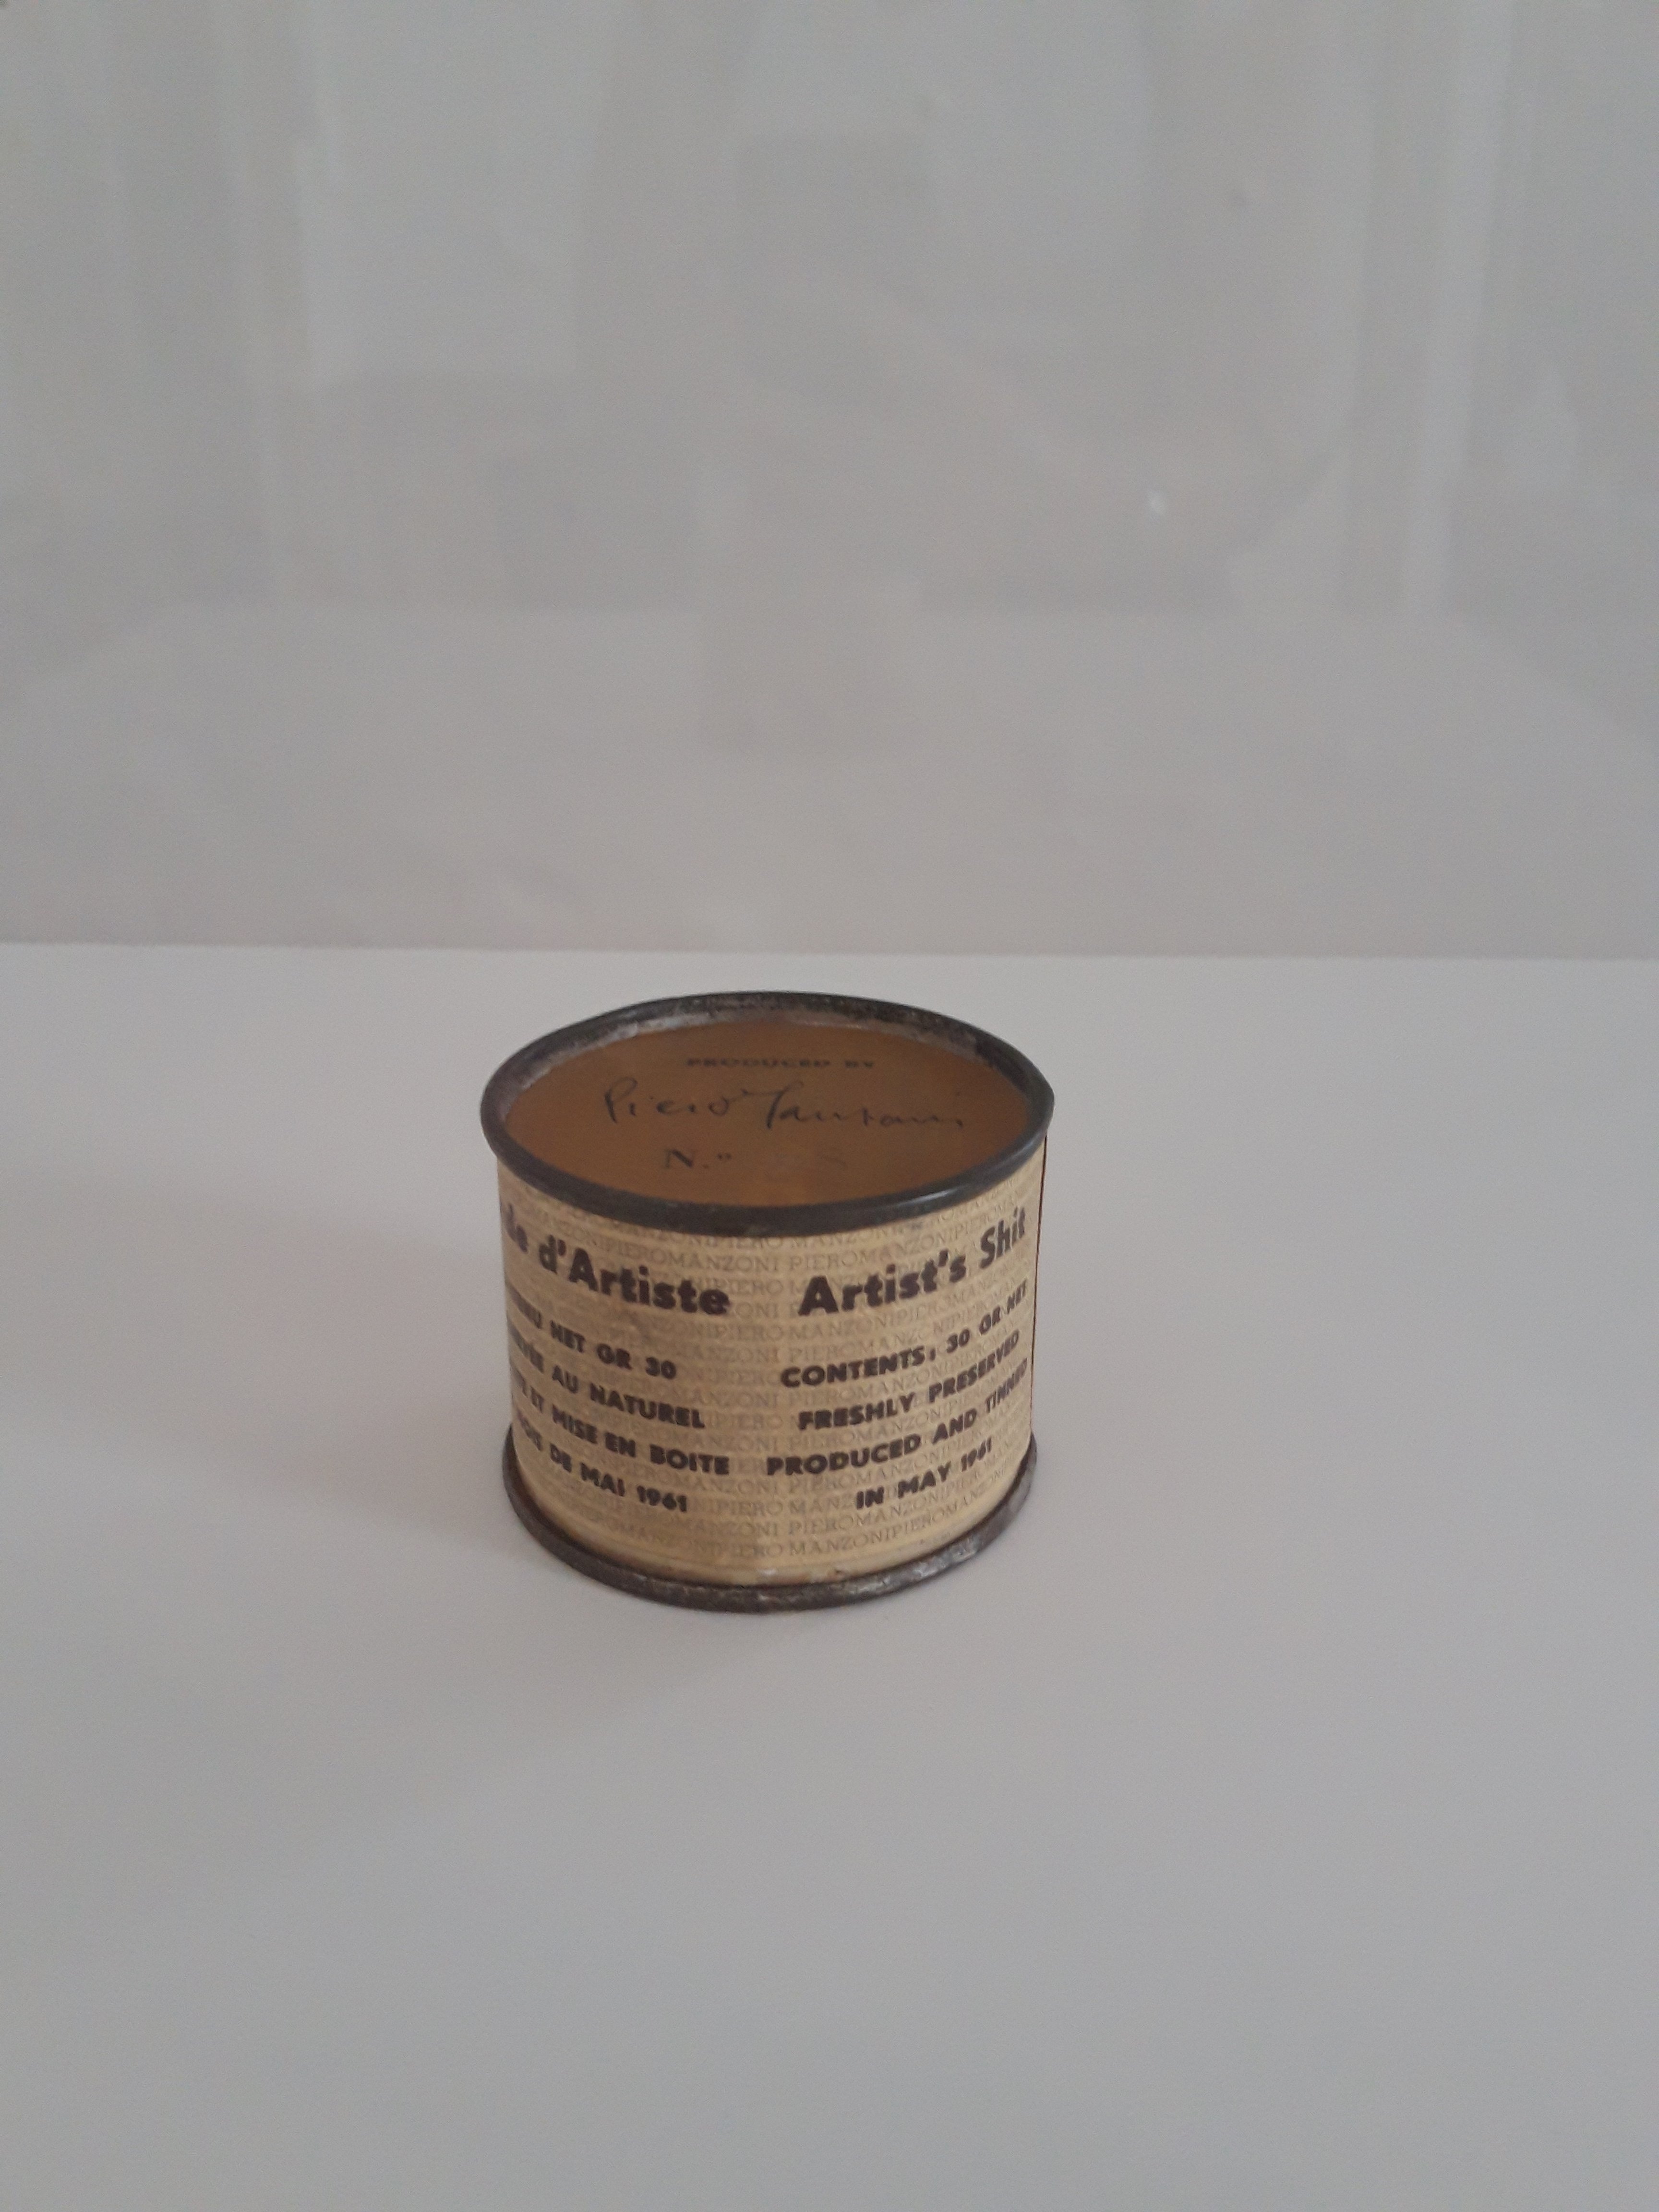 PRODUCED BY
Piero Manzoni
N.º
de d'Artiste
NET GR 30
AU NATUREL
ET MISE EN BOITE
DE MAI 1961
Artist's Shit
CONTENTS: 30 GR NET
FRESHLY PRESERVED
PRODUCED AND TINNED
IN MAY 1961